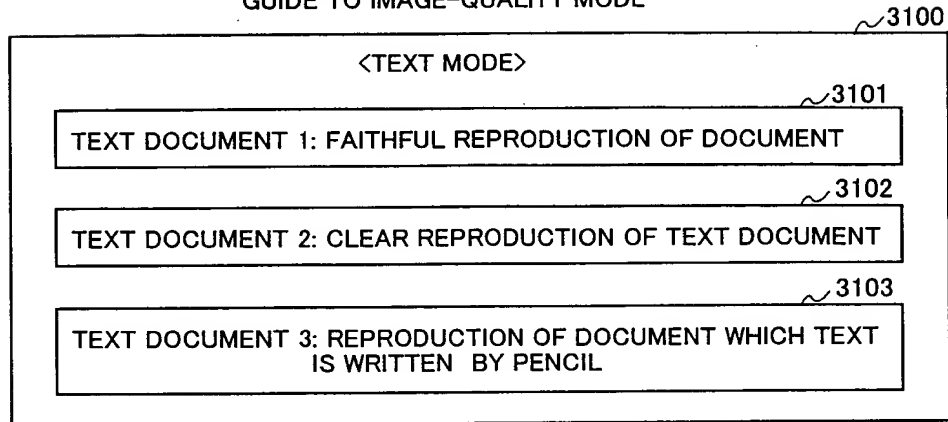 GUIDE TO IMAGE-QUALITY MODE
3100
<TEXT MODE>
3101
TEXT DOCUMENT 1: FAITHFUL REPRODUCTION OF DOCUMENT
3102
TEXT DOCUMENT 2: CLEAR REPRODUCTION OF TEXT DOCUMENT
3103
TEXT DOCUMENT 3: REPRODUCTION OF DOCUMENT WHICH TEXT
IS WRITTEN BY PENCIL